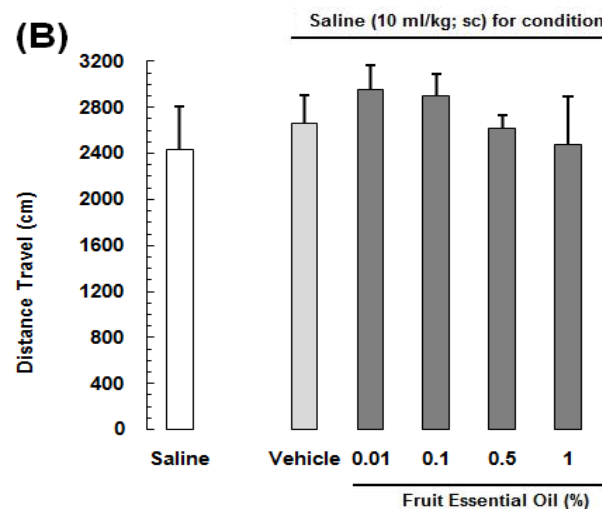 (B)
Saline (10 ml/kg; sc) for condition
3200
2800
2400
2000
1600
1200
800
400
0
Distance Travel (cm)
Saline Vehicle 0.01 0.1 0.5 1
Fruit Essential Oil (%)